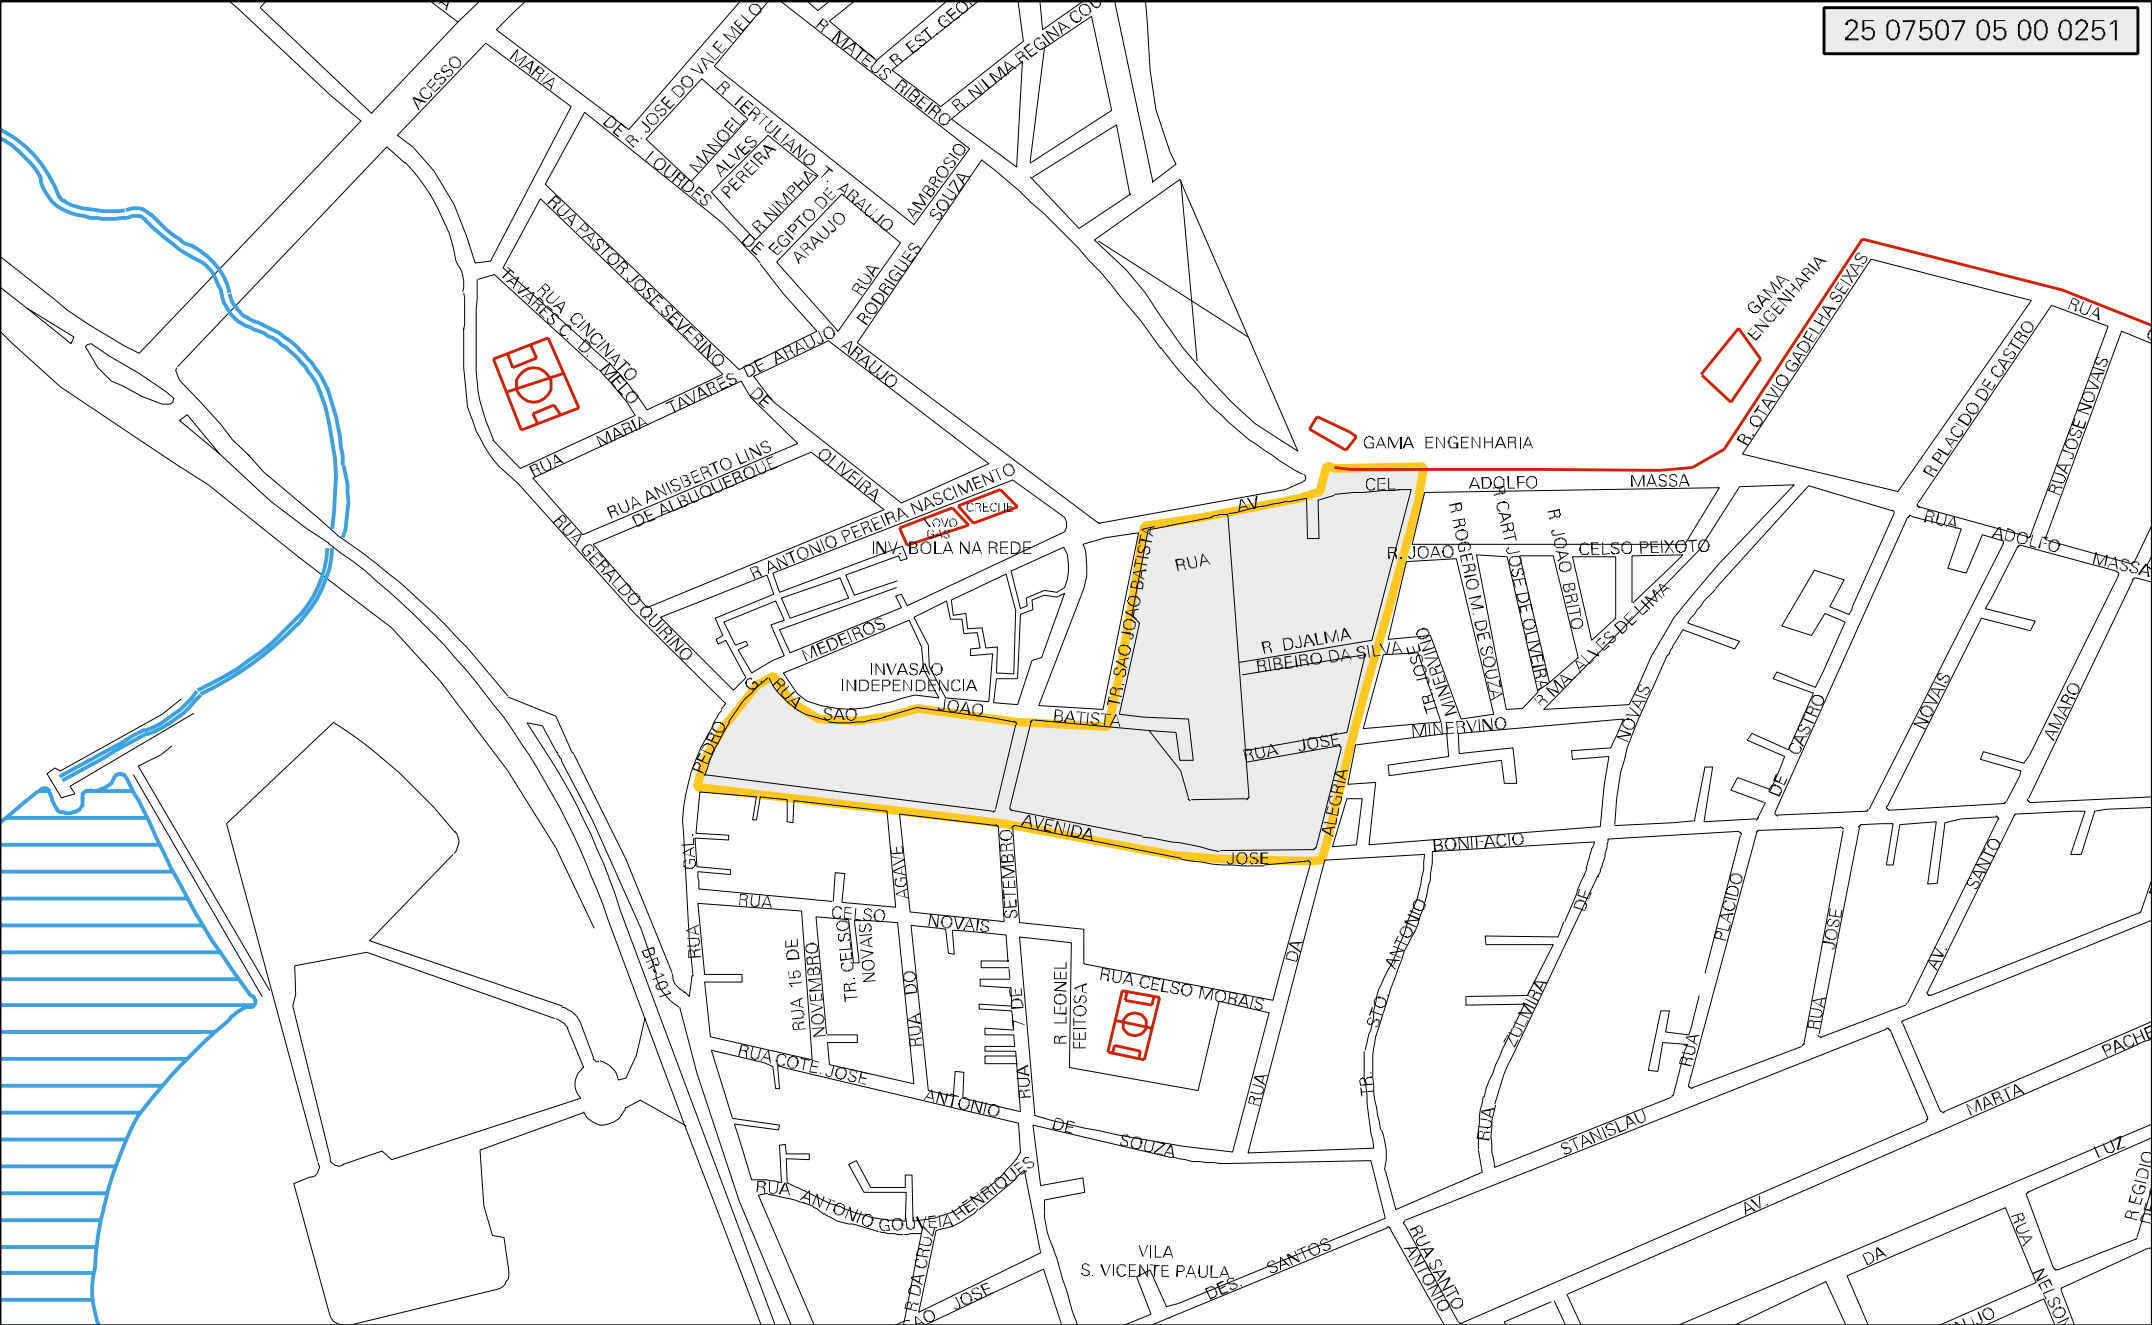 25 07507 05 00 0251
ACESSO
MARIA
DE
LOURDES
DE
R. JOSE DO VALE MELO
R MATEUS RIBEIRO
R. NILMA REGINA
R TERTULIANO T. ARAUJO
MANOEL
ALVES
PEREIRA
R NIMPHA
EGIPTO DE
ARAUJO
AMBROSIO
SOUZA
RUA
RODRIGUES
RUA PASTOR JOSE SEVERINO
RUA CINCINATO
TAVARES C. D. MELO
RUA MARIA TAVARES DE ARAUJO
ARAUJO
DE
OLIVEIRA
RUA ANISBERTO LINS
DE ALBUQUERQUE
RUA GERALDO QUIRINO
R ANTONIO PEREIRA NASCIMENTO
CRECHE
INV. BOLA NA REDE
MEDEIROS
INVASAO
INDEPENDENCIA
GAMA
ENGENHARIA
GAMA ENGENHARIA
R. OTAVIO GADELHA SEIXAS
R PLACIDO DE CASTRO
RUA JOSE NOVAIS
RUA
AV
CEL
ADOLFO
MASSA
RUA
ADOLFO
MASSA
TR. SAO JOAO BATISTA
RUA
R. JOAO
CELSO PEIXOTO
R ROGERIO M. DE SOUZA
R CART JOSE DE OLIVEIRA
R JOAO BRITO
R MA. ALVES DE LIMA
R DJALMA
RIBEIRO DA SILVA
TR. JOSE
MINERVINO
RUA JOSE
MINERVINO
G.
PEDRO
RUA
SAO
JOAO
BATISTA
AVENIDA
JOSE
BONIFACIO
ALEGRIA
DA
RUA
NOVAIS
DE
ZULMIRA
RUA
CASTRO
DE
PLACIDO
RUA
NOVAIS
JOSE
RUA
AMARO
SANTO
AV.
GAL.
RUA
AGAVE
DO
RUA
SETEMBRO
7 DE
RUA
RUA
CELSO
NOVAIS
RUA 15 DE
NOVEMBRO
TR. CELSO
NOVAIS
R LEONEL
FEITOSA
RUA CELSO MORAIS
ANTONIO
STO
TR.
BR-101
RUA COTE. JOSE
ANTONIO
DE
SOUZA
RUA ANTONIO GOUVEIA HENRIQUES
R DA CRUZ
JOSE
VILA
S. VICENTE PAULA
DES.
SANTOS
STANISLAU
RUA SANTO
ANTONIO
AV.
MARTA
DA
LUZ
RUA
NELSON
R EGIDIO